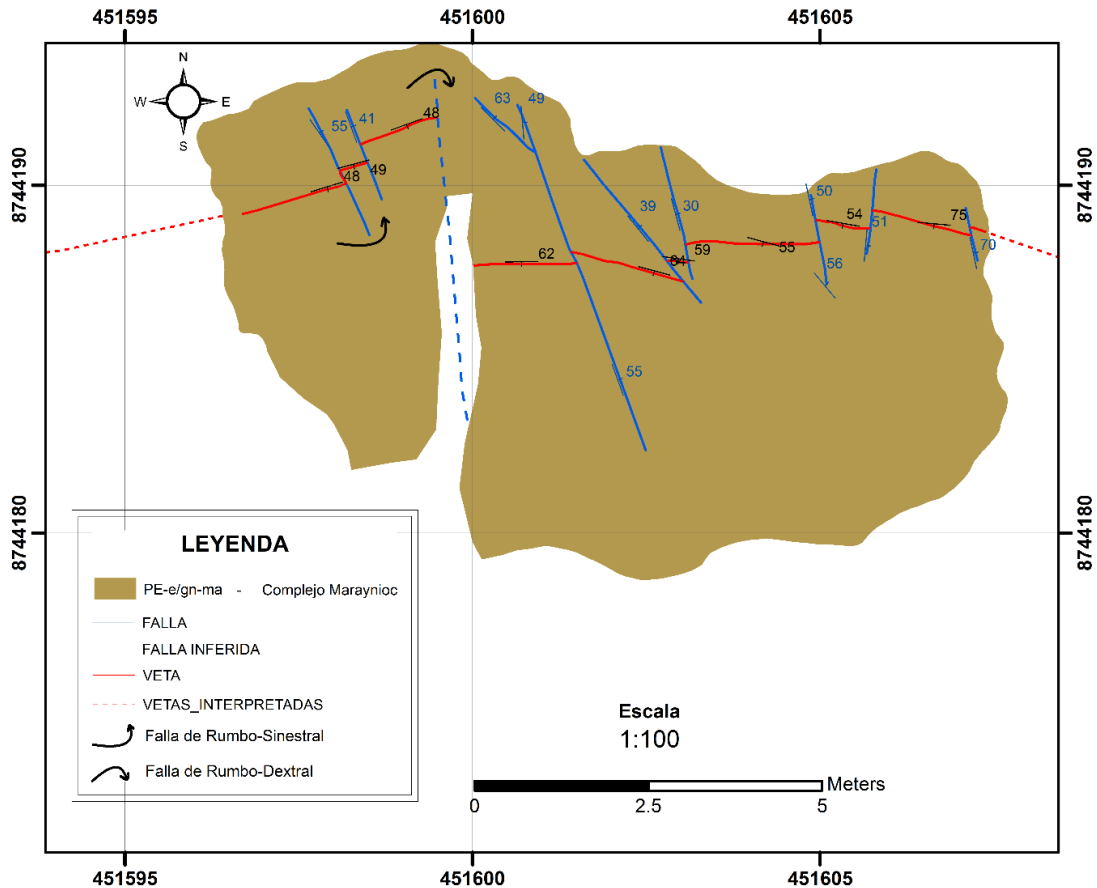 451595 451600 451605
N
W E
S
8744190 8744190
63 49
55 41 48
48 49
50
39 30 54 51 75
62 64 59 55 56 70
55
8744180 8744180
LEYENDA
PE-e/gn-ma - Complejo Maraynioc
FALLA
FALLA INFERIDA
VETA
VETAS_INTERPRETADAS
Falla de Rumbo-Sinestral
Falla de Rumbo-Dextral
Escala
1:100
Meters
0 2.5 5
451595 451600 451605